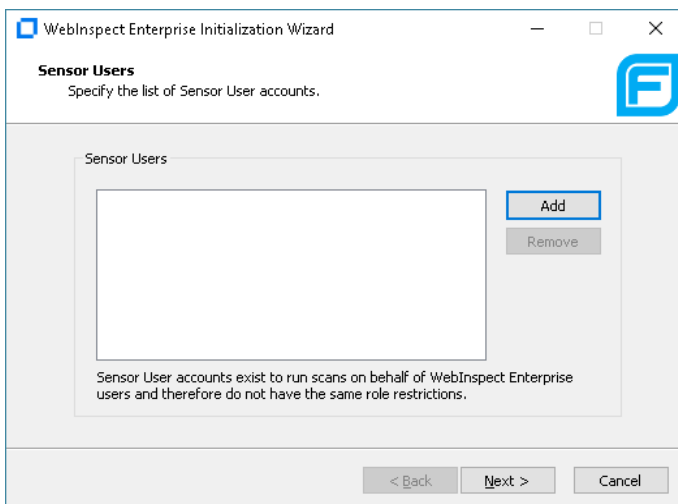 WebInspect Enterprise Initialization Wizard
Sensor Users
Specify the list of Sensor User accounts.
F
Sensor Users
Add
Remove
Sensor User accounts exist to run scans on behalf of WebInspect Enterprise
users and therefore do not have the same role restrictions.
< Back
Next >
Cancel